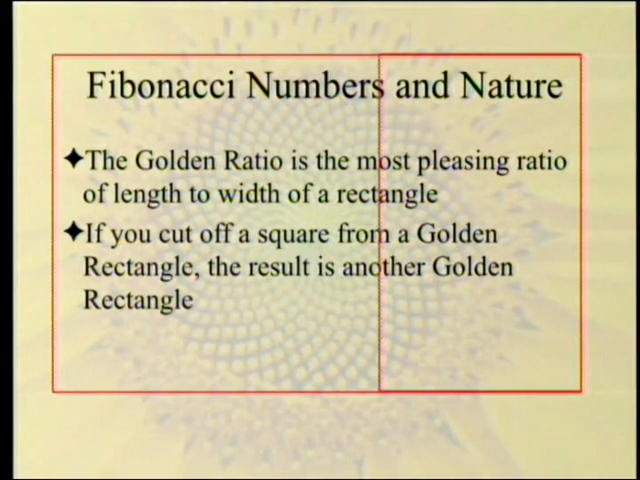 Fibonacci Numbers and Nature
✦The Golden Ratio is the most pleasing ratio
of length to width of a rectangle
✦If you cut off a square from a Golden
Rectangle, the result is another Golden
Rectangle